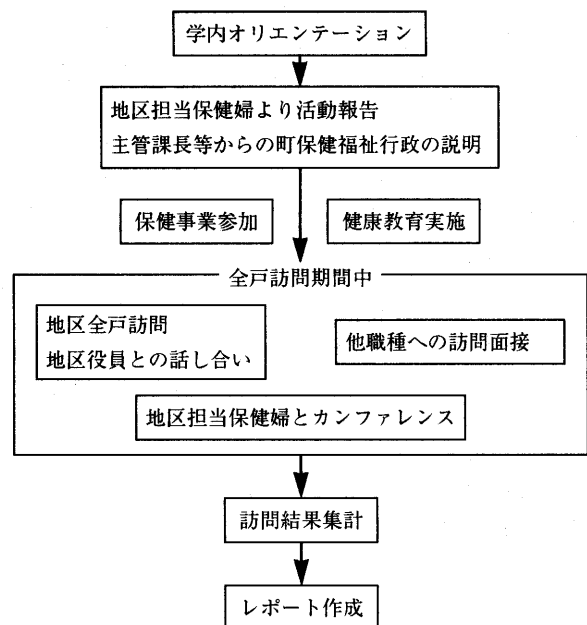 学内オリエンテーション
地区担当保健婦より活動報告
主管課長等からの町保健福祉行政の説明
保健事業参加
健康教育実施
全戸訪問期間中
地区全戸訪問
地区役員との話し合い
他職種への訪問面接
地区担当保健婦とカンファレンス
訪問結果集計
レポート作成